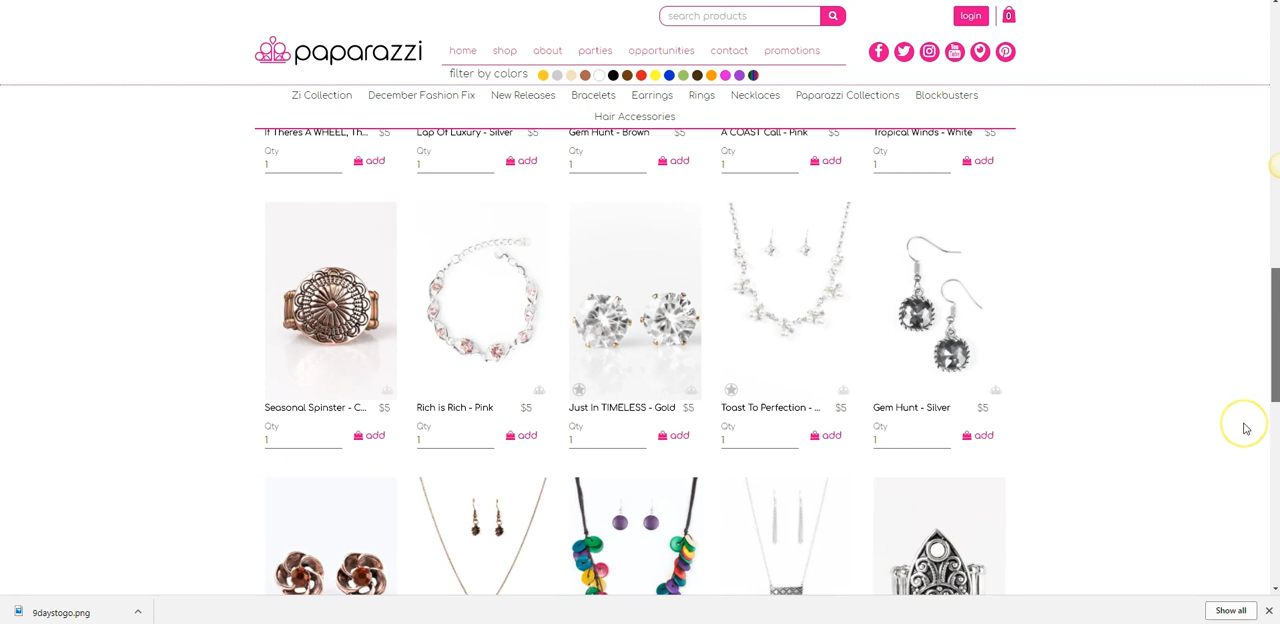 search products
login
0
paparazzi
home shop about parties opportunities contact promotions
filter by colors
Zi Collection December Fashion Fix New Releases Bracelets Earrings Rings Necklaces Paparazzi Collections Blockbusters
Hair Accessories
If There's A WHEEL, Th... $5 Lap Of Luxury - Silver $5 Gem Hunt - Brown $5 A COAST Call - Pink $5 Tropical Winds - White $5
Qty Qty Qty Qty Qty
1 add 1 add 1 add 1 add 1 add
Seasonal Spinster - C... $5 Rich is Rich - Pink $5 Just In TIMELESS - Gold $5 Toast To Perfection - ... $5 Gem Hunt - Silver $5
Qty Qty Qty Qty Qty
1 add 1 add 1 add 1 add 1 add
9daystogo.png
Show all